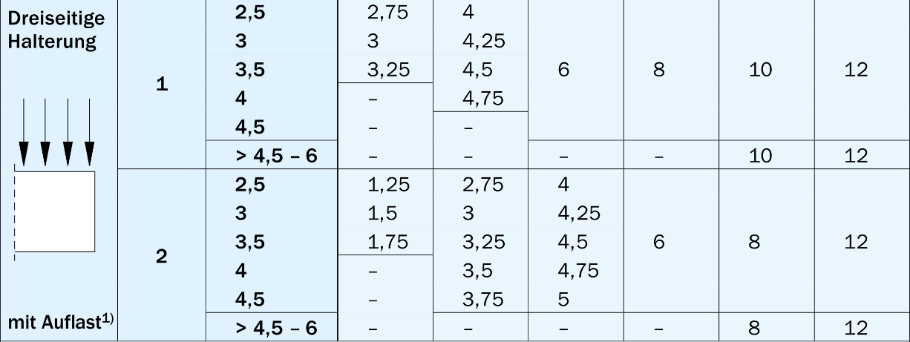 Dreiseitige
Halterung
mit Auflast1)
1
2,5 2,75 4
3 3 4,25
3,5 3,25 4,5 6 8 10 12
4 – 4,75
4,5 – –
> 4,5 – 6 – – – – 10 12
2
2,5 1,25 2,75 4
3 1,5 3 4,25
3,5 1,75 3,25 4,5 6 8 12
4 – 3,5 4,75
4,5 – 3,75 5
> 4,5 – 6 – – – – 8 12